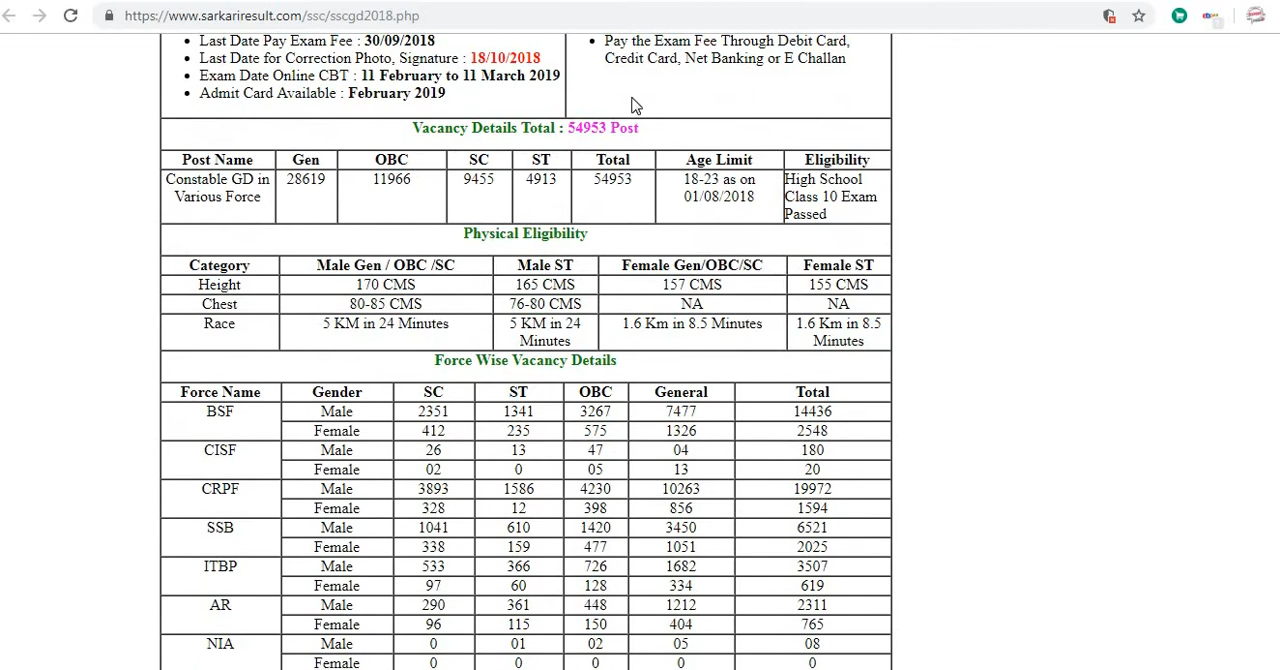 https://www.sarkariresult.com/ssc/sscgd2018.php
Last Date Pay Exam Fee : 30/09/2018
Last Date for Correction Photo, Signature : 18/10/2018
Exam Date Online CBT : 11 February to 11 March 2019
Admit Card Available : February 2019
Pay the Exam Fee Through Debit Card,
Credit Card, Net Banking or E Challan
Vacancy Details Total : 54953 Post
Post Name Gen OBC SC ST Total Age Limit Eligibility
Constable GD in 28619 11966 9455 4913 54953 18-23 as on High School
Various Force 01/08/2018 Class 10 Exam
Passed
Physical Eligibility
Category Male Gen / OBC /SC Male ST Female Gen/OBC/SC Female ST
Height 170 CMS 165 CMS 157 CMS 155 CMS
Chest 80-85 CMS 76-80 CMS NA NA
Race 5 KM in 24 Minutes 5 KM in 24 1.6 Km in 8.5 Minutes 1.6 Km in 8.5
Minutes Minutes
Force Wise Vacancy Details
Force Name Gender SC ST OBC General Total
BSF Male 2351 1341 3267 7477 14436
Female 412 235 575 1326 2548
CISF Male 26 13 47 04 180
Female 02 0 05 13 20
CRPF Male 3893 1586 4230 10263 19972
Female 328 12 398 856 1594
SSB Male 1041 610 1420 3450 6521
Female 338 159 477 1051 2025
ITBP Male 533 366 726 1682 3507
Female 97 60 128 334 619
AR Male 290 361 448 1212 2311
Female 96 115 150 404 765
NIA Male 0 01 02 05 08
Female 0 0 0 0 0